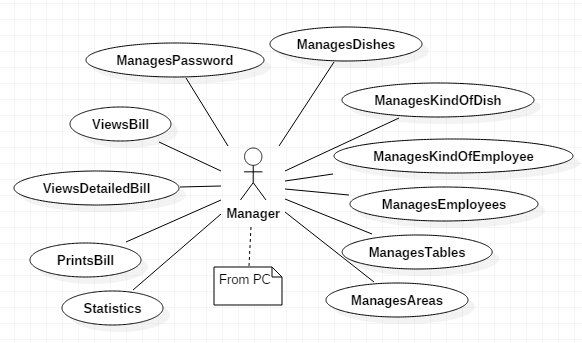 ManagesDishes
ManagesPassword
ManagesKindOfDish
ViewsBill
ManagesKindOfEmployee
ViewsDetailedBill
ManagesEmployees
Manager
ManagesTables
PrintsBill
From PC
ManagesAreas
Statistics